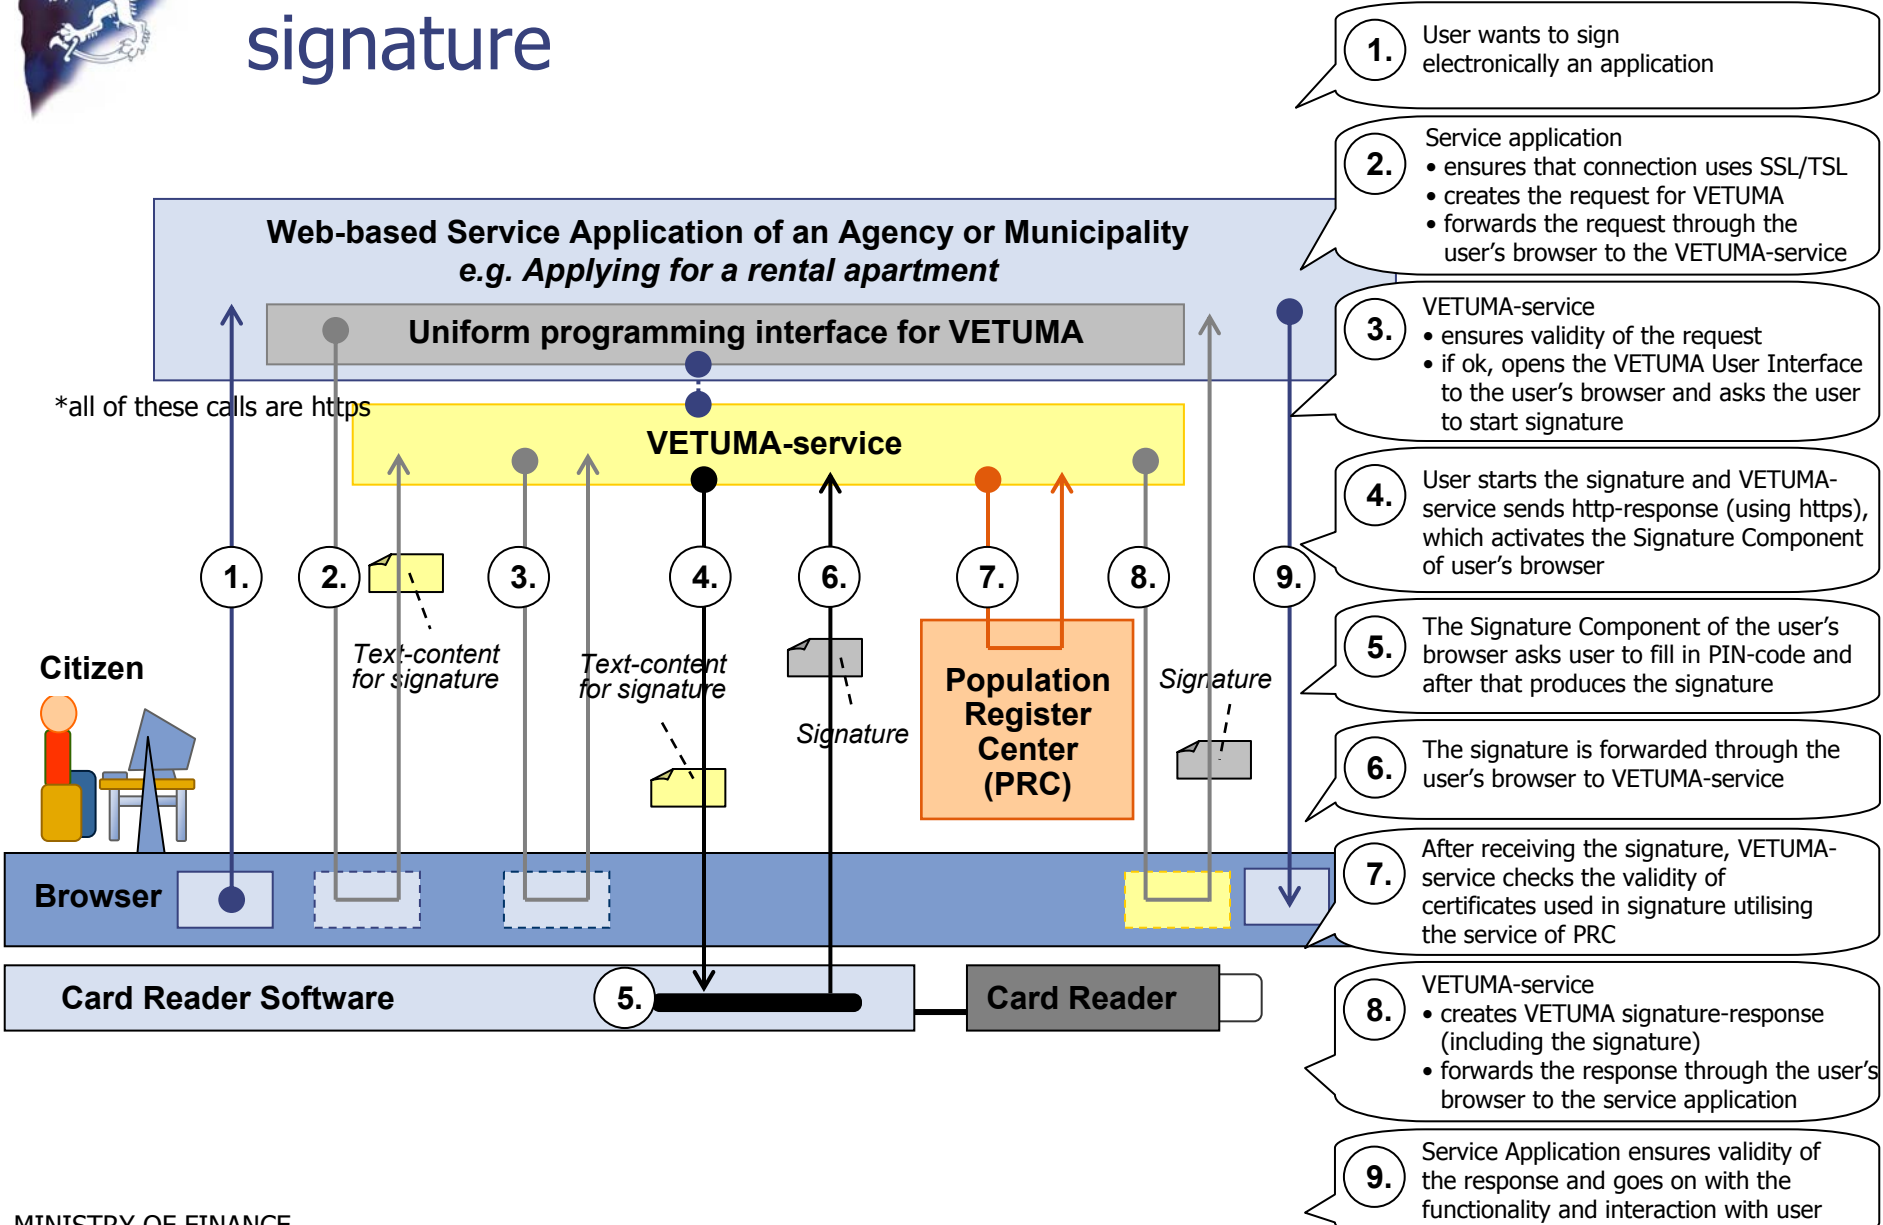 signature
Web-based Service Application of an Agency or Municipality
e.g. Applying for a rental apartment
Uniform programming interface for VETUMA
*all of these calls are https
VETUMA-service
1.
2.
3.
4.
6.
7.
8.
9.
Text-content
for signature
Text-content
for signature
Signature
Signature
Citizen
Population
Register
Center
(PRC)
Browser
Card Reader Software
5.
Card Reader
MINISTRY OF FINANCE
1.
User wants to sign
electronically an application
2.
Service application
• ensures that connection uses SSL/TSL
• creates the request for VETUMA
• forwards the request through the
user's browser to the VETUMA-service
3.
VETUMA-service
• ensures validity of the request
• if ok, opens the VETUMA User Interface
to the user's browser and asks the user
to start signature
4.
User starts the signature and VETUMA-
service sends http-response (using https),
which activates the Signature Component
of user's browser
5.
The Signature Component of the user's
browser asks user to fill in PIN-code and
after that produces the signature
6.
The signature is forwarded through the
user's browser to VETUMA-service
7.
After receiving the signature, VETUMA-
service checks the validity of
certificates used in signature utilising
the service of PRC
8.
VETUMA-service
• creates VETUMA signature-response
(including the signature)
• forwards the response through the user's
browser to the service application
9.
Service Application ensures validity of
the response and goes on with the
functionality and interaction with user